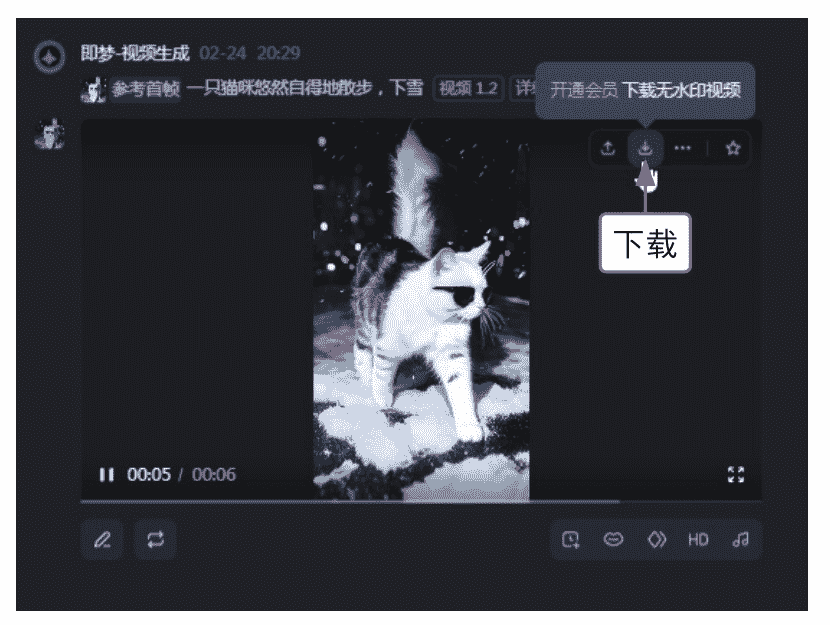 即梦-视频生成 02-24 20:29
参考首帧 一只猫咪悠然自得地散步，下雪 视频 1.2
开通会员 下载无水印视频
下载
00:05 / 00:06
HD